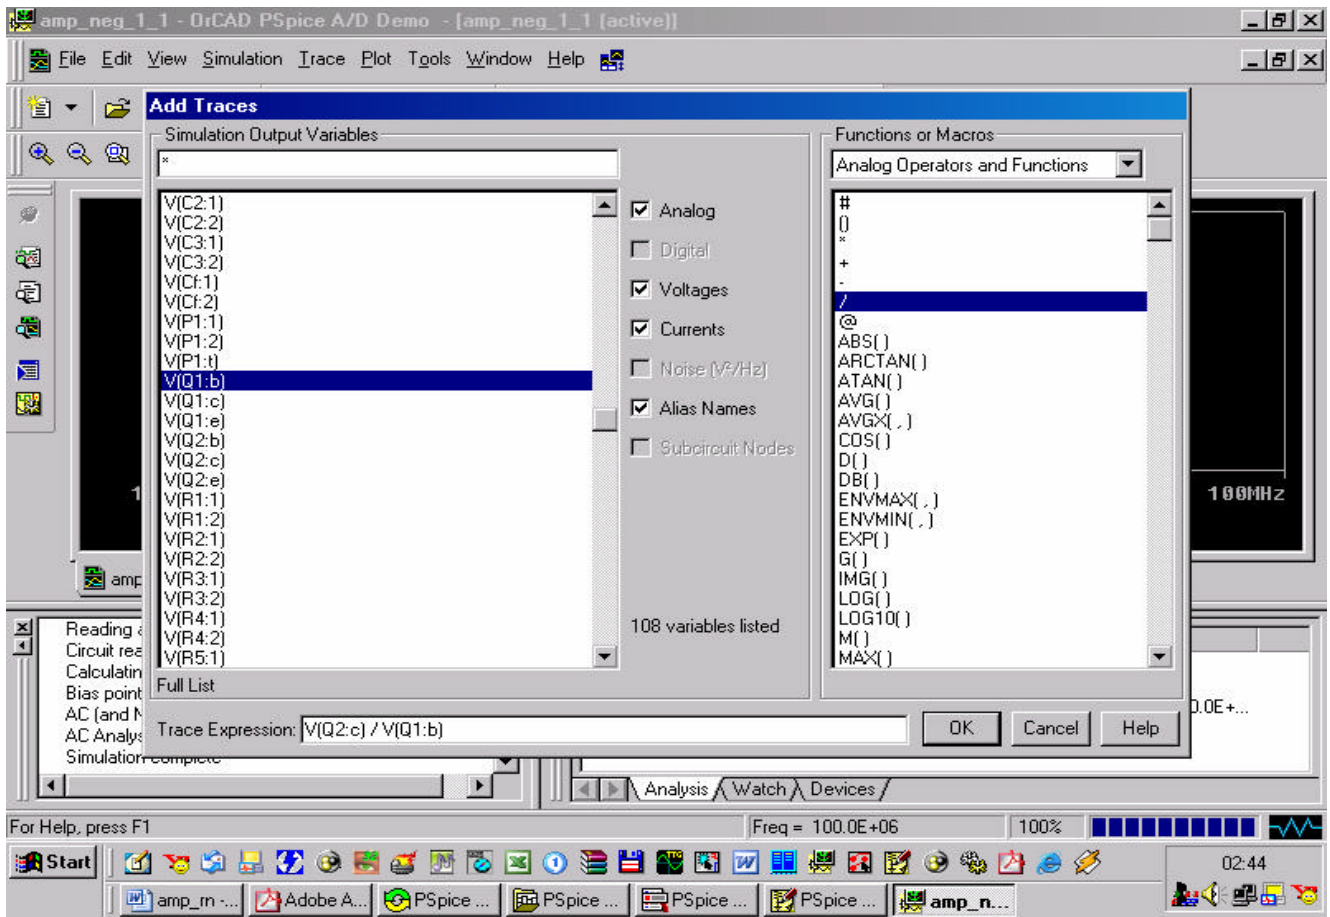 amp_neg_1_1 - OrCAD PSpice A/D Demo - [amp_neg_1_1 (active)]
File Edit View Simulation Trace Plot Tools Window Help
Add Traces
Simulation Output Variables
*
V(C2:1)
V(C2:2)
V(C3:1)
V(C3:2)
V(Cf:1)
V(Cf:2)
V(P1:1)
V(P1:2)
V(P1:t)
V(Q1:b)
V(Q1:c)
V(Q1:e)
V(Q2:b)
V(Q2:c)
V(Q2:e)
V(R1:1)
V(R1:2)
V(R2:1)
V(R2:2)
V(R3:1)
V(R3:2)
V(R4:1)
V(R4:2)
V(R5:1)
Full List
Analog
Digital
Voltages
Currents
Noise (V²/Hz)
Alias Names
Subcircuit Nodes
108 variables listed
Functions or Macros
Analog Operators and Functions
#
()
*
+
-
/
@
ABS( )
ARCTAN( )
ATAN( )
AVG( )
AVGX( , )
COS( )
D( )
DB( )
ENVMAX( , )
ENVMIN( , )
EXP( )
G( )
IMG( )
LOG( )
LOG10( )
M( )
MAX( )
Trace Expression: V(Q2:c) / V(Q1:b)
OK Cancel Help
1
100MHz
amp
Reading a
Circuit rea
Calculatin
Bias point
AC (and N
AC Analys
Simulation complete
0.0E+...
Analysis Watch Devices
For Help, press F1
Freq = 100.0E+06
100%
Start
02:44
amp_rn -...
Adobe A...
PSpice ...
PSpice ...
PSpice ...
PSpice ...
amp_n...